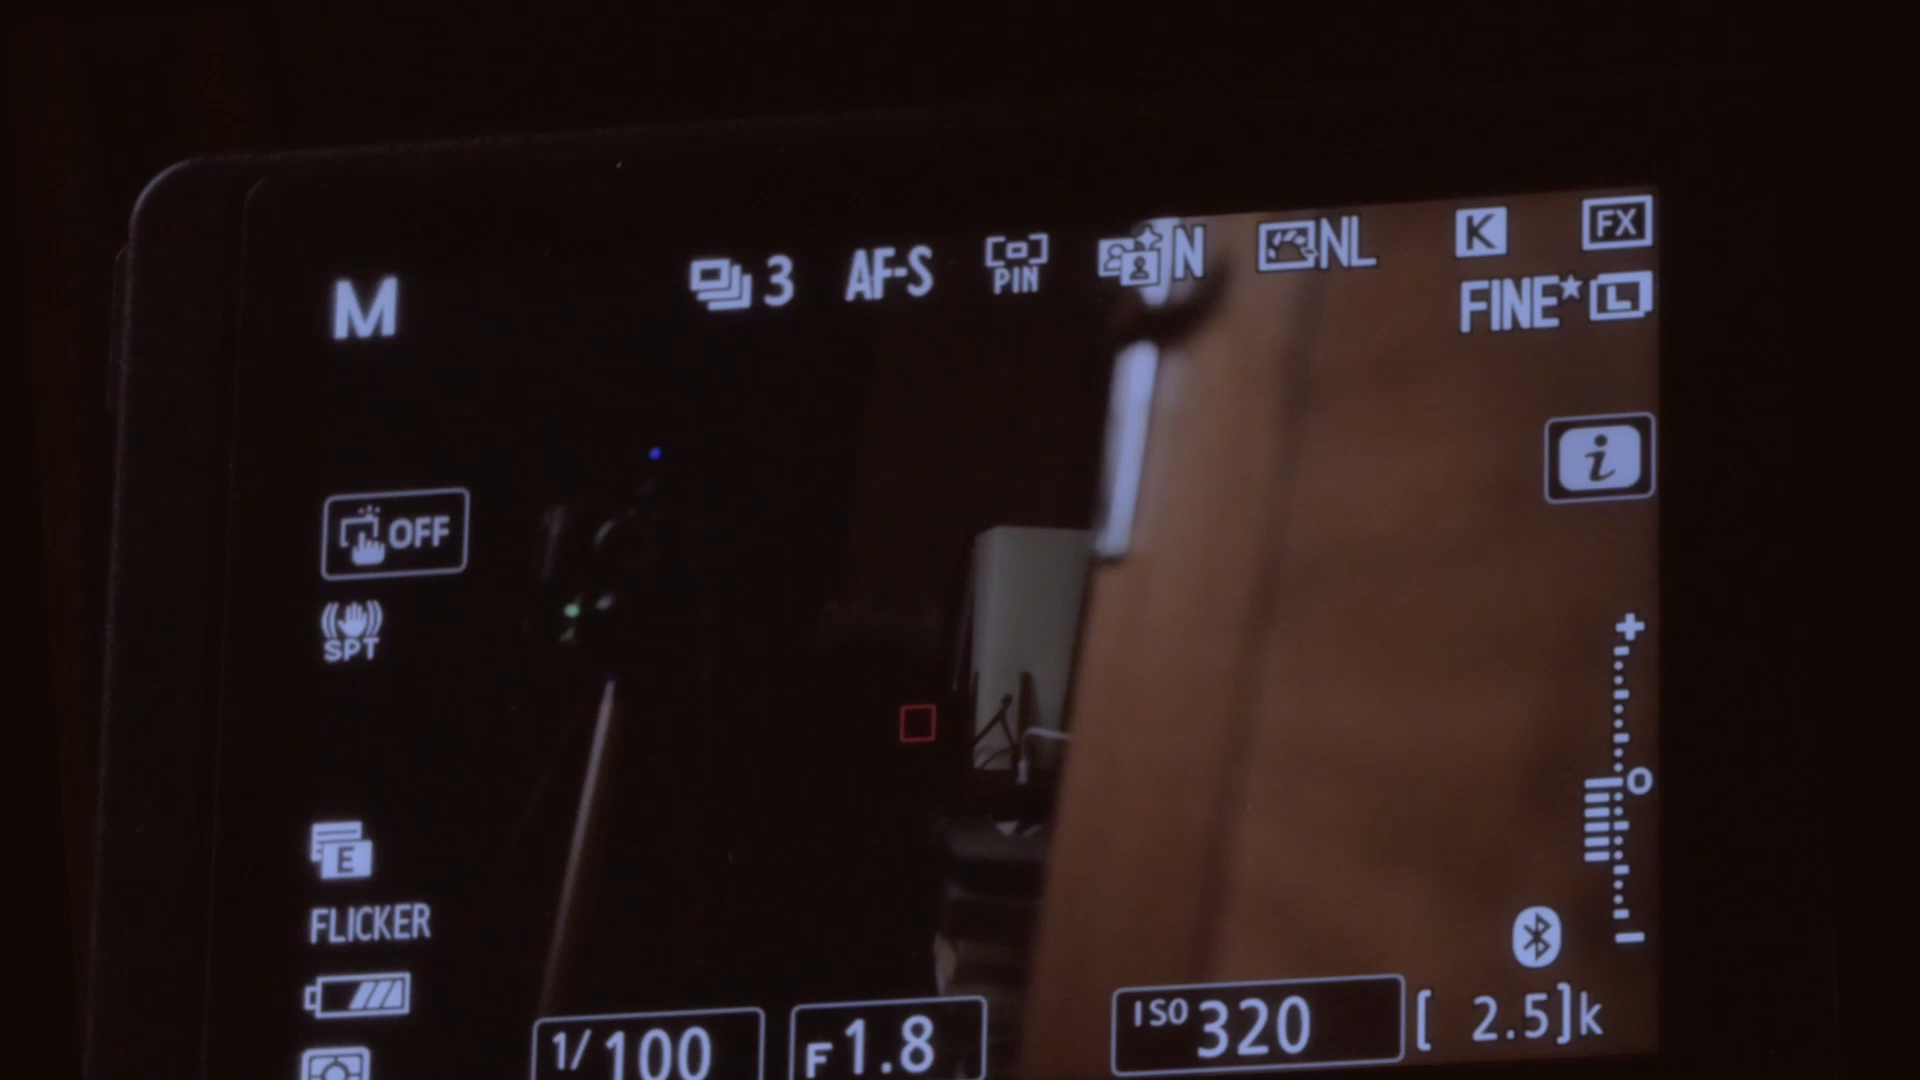 M 3 AF-S PIN N NL K FX
FINE★ L
i
OFF
SPT
E
FLICKER
1/100 F1.8 ISO 320 [ 2.5]k